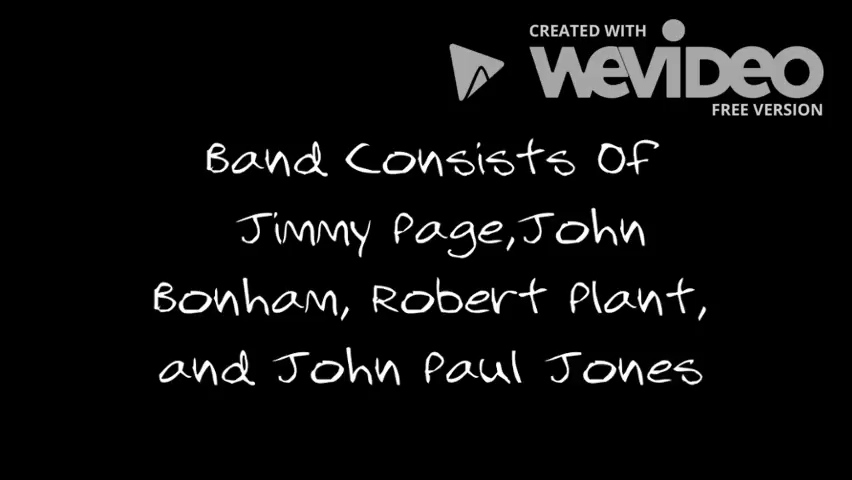 CREATED WITH
WEVIDEO
FREE VERSION
Band Consists Of
Jimmy Page,John
Bonham, Robert Plant,
and John Paul Jones